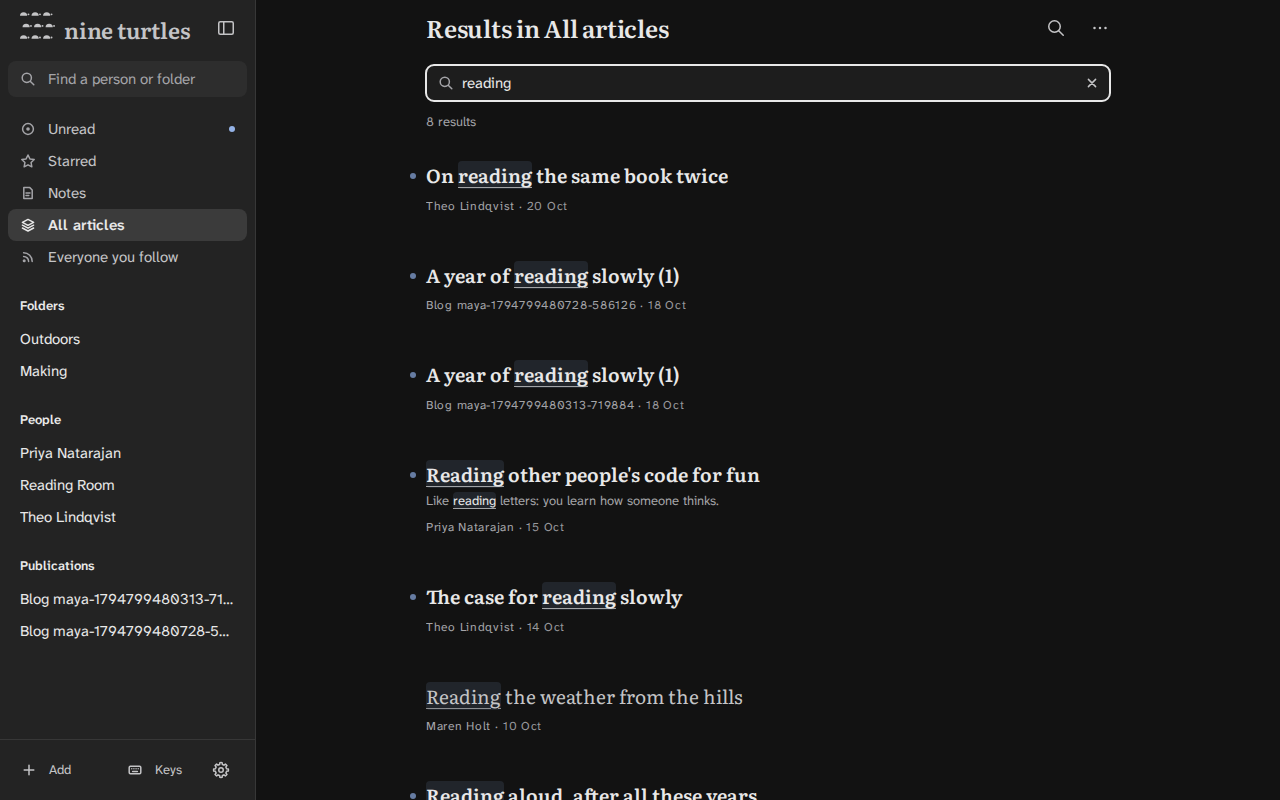 nine turtles
Find a person or folder
Unread
Starred
Notes
All articles
Everyone you follow
Folders
Outdoors
Making
People
Priya Natarajan
Reading Room
Theo Lindqvist
Publications
Blog maya-1794799480313-71...
Blog maya-1794799480728-5...
Add
Keys
Results in All articles
reading
8 results
On reading the same book twice
Theo Lindqvist · 20 Oct
A year of reading slowly (1)
Blog maya-1794799480728-586126 · 18 Oct
A year of reading slowly (1)
Blog maya-1794799480313-719884 · 18 Oct
Reading other people's code for fun
Like reading letters: you learn how someone thinks.
Priya Natarajan · 15 Oct
The case for reading slowly
Theo Lindqvist · 14 Oct
Reading the weather from the hills
Maren Holt · 10 Oct
Reading aloud, after all these years